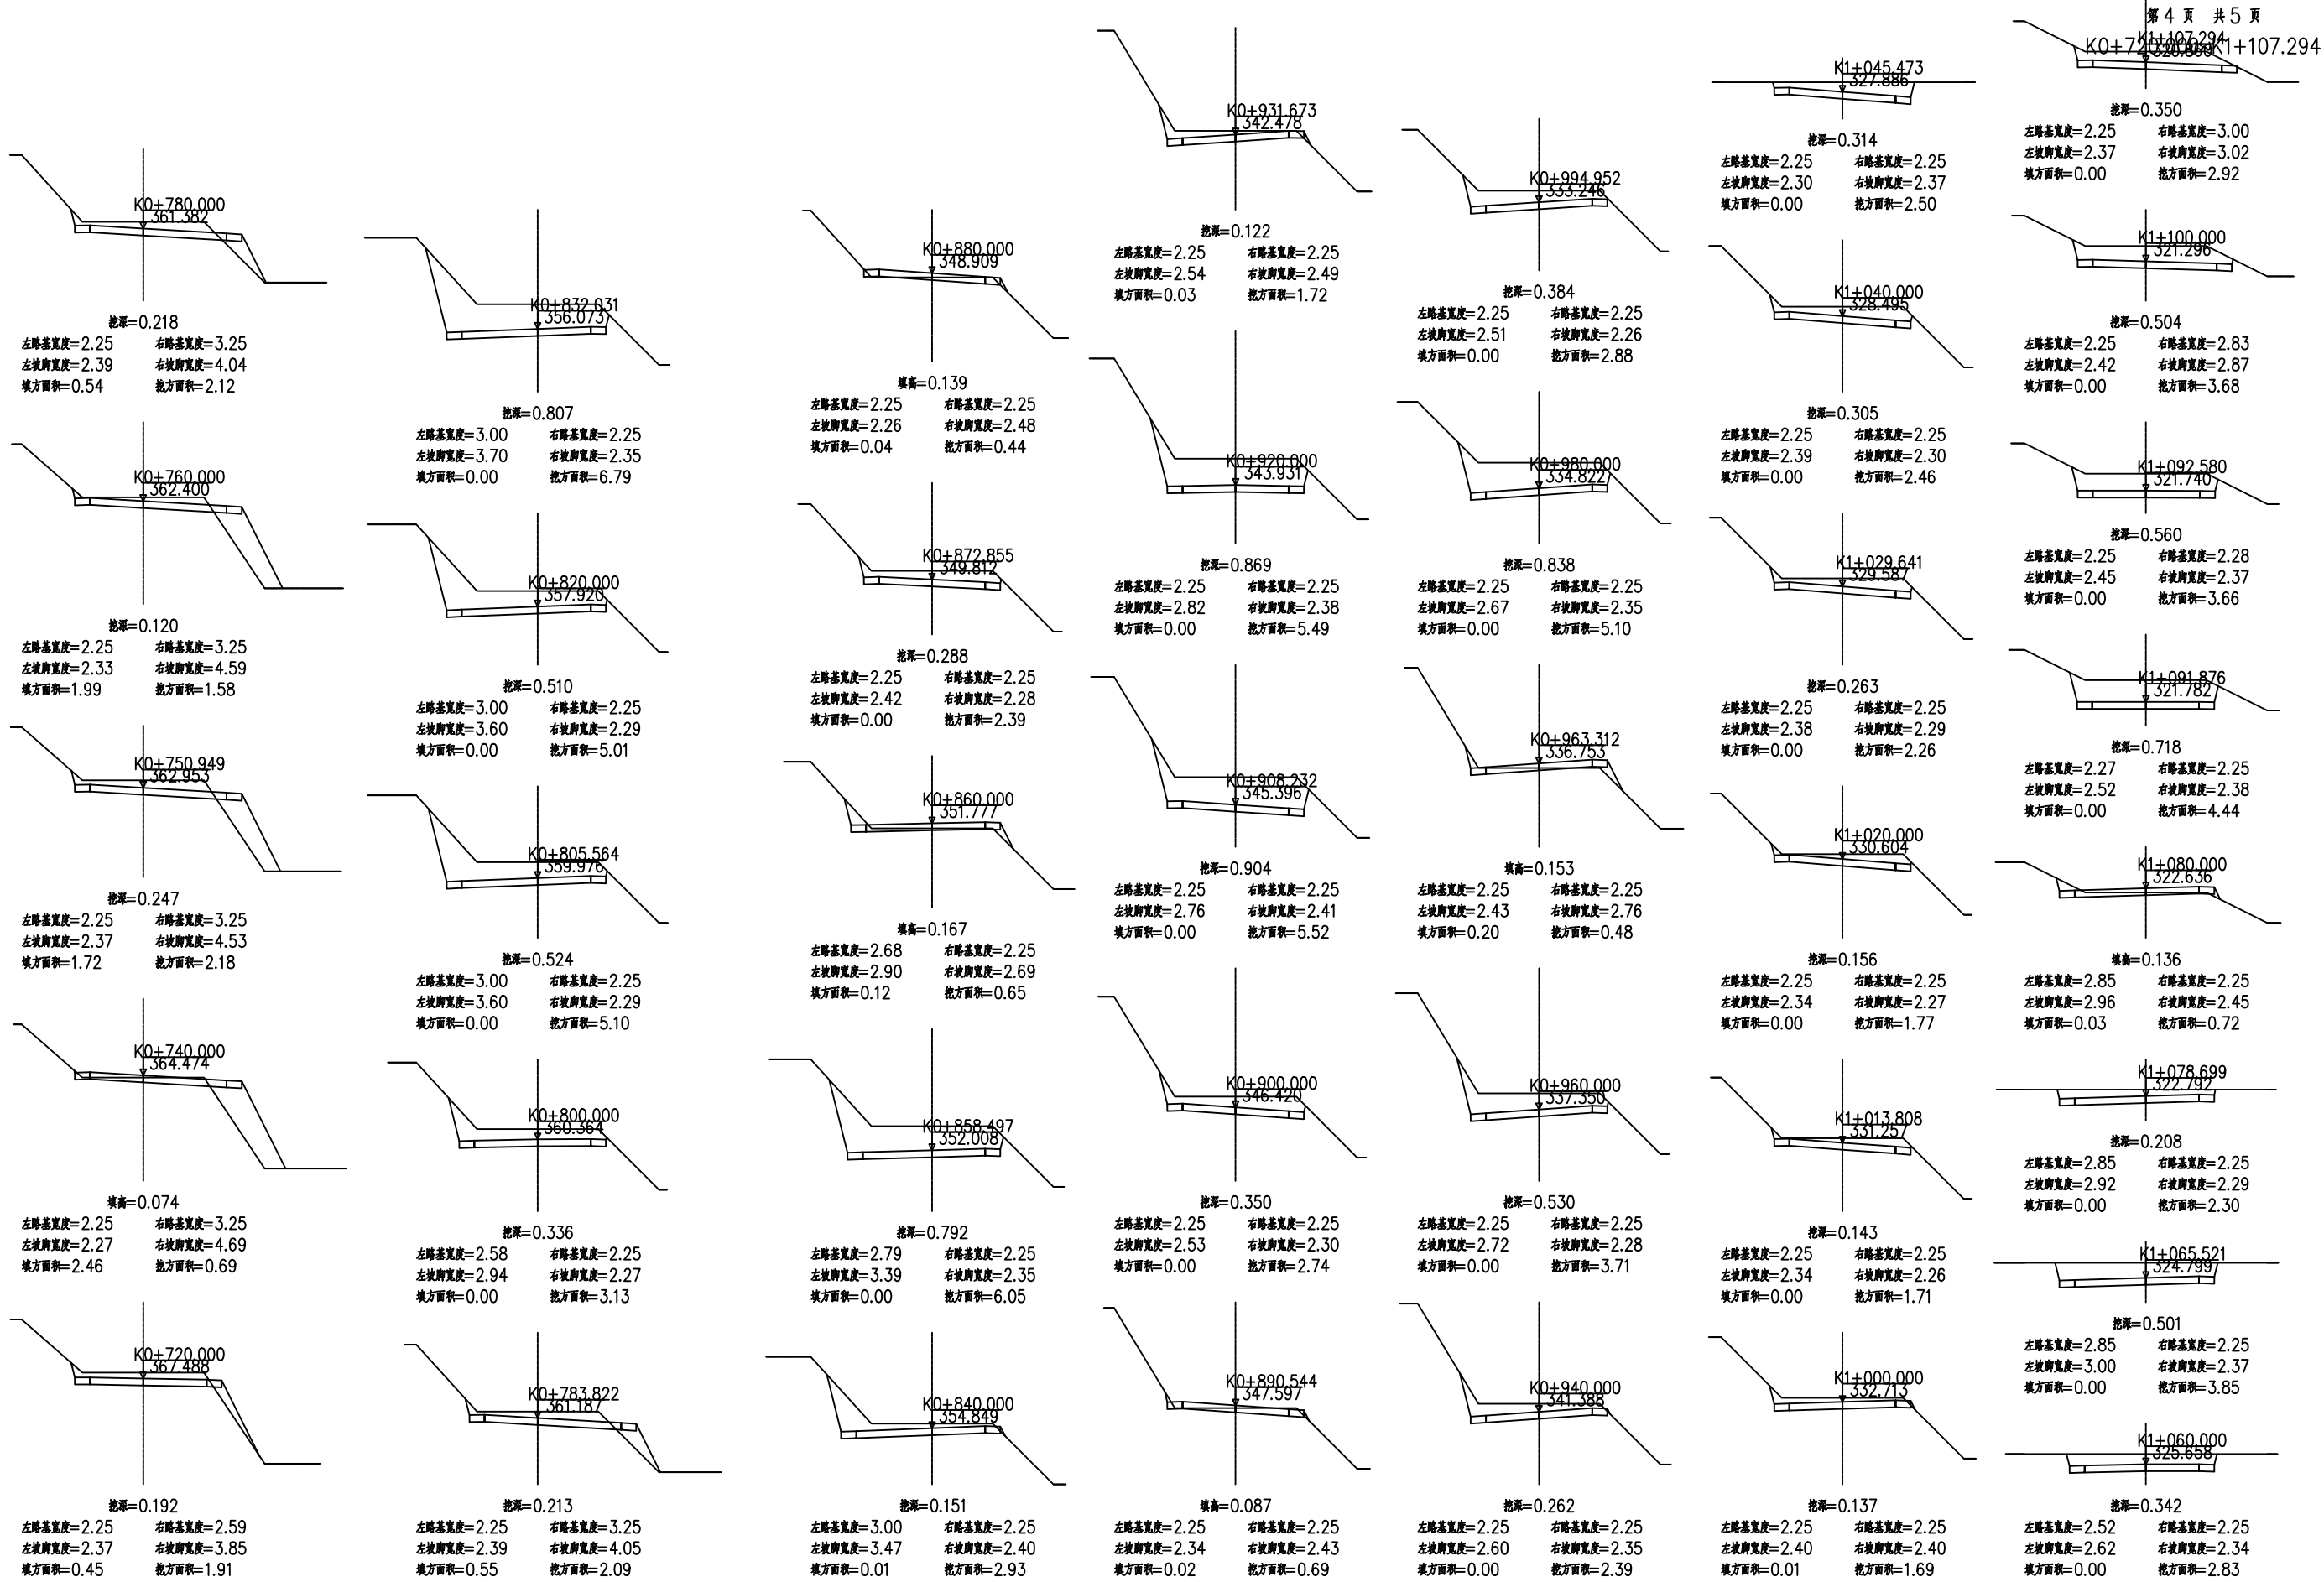 第 4 页 共 5 页
K0+720.000~K1+107.294
K0+780.000
361.382
挖深=0.218
左路基宽度=2.25 右路基宽度=3.25
左坡脚宽度=2.39 右坡脚宽度=4.04
填方面积=0.54 挖方面积=2.12
K0+760.000
362.400
挖深=0.120
左路基宽度=2.25 右路基宽度=3.25
左坡脚宽度=2.33 右坡脚宽度=4.59
填方面积=1.99 挖方面积=1.58
K0+750.949
362.953
挖深=0.247
左路基宽度=2.25 右路基宽度=3.25
左坡脚宽度=2.37 右坡脚宽度=4.53
填方面积=1.72 挖方面积=2.18
K0+740.000
364.474
填高=0.074
左路基宽度=2.25 右路基宽度=3.25
左坡脚宽度=2.27 右坡脚宽度=4.69
填方面积=2.46 挖方面积=0.69
K0+720.000
367.488
挖深=0.192
左路基宽度=2.25 右路基宽度=2.59
左坡脚宽度=2.37 右坡脚宽度=3.85
填方面积=0.45 挖方面积=1.91
K0+832.031
356.073
挖深=0.807
左路基宽度=3.00 右路基宽度=2.25
左坡脚宽度=3.70 右坡脚宽度=2.35
填方面积=0.00 挖方面积=6.79
K0+820.000
357.920
挖深=0.510
左路基宽度=3.00 右路基宽度=2.25
左坡脚宽度=3.60 右坡脚宽度=2.29
填方面积=0.00 挖方面积=5.01
K0+805.564
359.976
挖深=0.524
左路基宽度=3.00 右路基宽度=2.25
左坡脚宽度=3.60 右坡脚宽度=2.29
填方面积=0.00 挖方面积=5.10
K0+800.000
360.364
挖深=0.336
左路基宽度=2.58 右路基宽度=2.25
左坡脚宽度=2.94 右坡脚宽度=2.27
填方面积=0.00 挖方面积=3.13
K0+783.822
361.187
挖深=0.213
左路基宽度=2.25 右路基宽度=3.25
左坡脚宽度=2.39 右坡脚宽度=4.05
填方面积=0.55 挖方面积=2.09
K0+880.000
348.909
填高=0.139
左路基宽度=2.25 右路基宽度=2.25
左坡脚宽度=2.26 右坡脚宽度=2.48
填方面积=0.04 挖方面积=0.44
K0+872.855
349.812
挖深=0.288
左路基宽度=2.25 右路基宽度=2.25
左坡脚宽度=2.42 右坡脚宽度=2.28
填方面积=0.00 挖方面积=2.39
K0+860.000
351.777
填高=0.167
左路基宽度=2.68 右路基宽度=2.25
左坡脚宽度=2.90 右坡脚宽度=2.69
填方面积=0.12 挖方面积=0.65
K0+858.497
352.008
挖深=0.792
左路基宽度=2.79 右路基宽度=2.25
左坡脚宽度=3.39 右坡脚宽度=2.35
填方面积=0.00 挖方面积=6.05
K0+840.000
354.849
挖深=0.151
左路基宽度=3.00 右路基宽度=2.25
左坡脚宽度=3.47 右坡脚宽度=2.40
填方面积=0.01 挖方面积=2.93
K0+931.673
342.478
挖深=0.122
左路基宽度=2.25 右路基宽度=2.25
左坡脚宽度=2.54 右坡脚宽度=2.49
填方面积=0.03 挖方面积=1.72
K0+920.000
343.931
挖深=0.869
左路基宽度=2.25 右路基宽度=2.25
左坡脚宽度=2.82 右坡脚宽度=2.38
填方面积=0.00 挖方面积=5.49
K0+908.232
345.396
挖深=0.904
左路基宽度=2.25 右路基宽度=2.25
左坡脚宽度=2.76 右坡脚宽度=2.41
填方面积=0.00 挖方面积=5.52
K0+900.000
346.420
挖深=0.350
左路基宽度=2.25 右路基宽度=2.25
左坡脚宽度=2.53 右坡脚宽度=2.30
填方面积=0.00 挖方面积=2.74
K0+890.544
347.597
填高=0.087
左路基宽度=2.25 右路基宽度=2.25
左坡脚宽度=2.34 右坡脚宽度=2.43
填方面积=0.02 挖方面积=0.69
K0+994.952
333.246
挖深=0.384
左路基宽度=2.25 右路基宽度=2.25
左坡脚宽度=2.51 右坡脚宽度=2.26
填方面积=0.00 挖方面积=2.88
K0+980.000
334.822
挖深=0.838
左路基宽度=2.25 右路基宽度=2.25
左坡脚宽度=2.67 右坡脚宽度=2.35
填方面积=0.00 挖方面积=5.10
K0+963.312
336.753
填高=0.153
左路基宽度=2.25 右路基宽度=2.25
左坡脚宽度=2.43 右坡脚宽度=2.76
填方面积=0.20 挖方面积=0.48
K0+960.000
337.350
挖深=0.530
左路基宽度=2.25 右路基宽度=2.25
左坡脚宽度=2.72 右坡脚宽度=2.28
填方面积=0.00 挖方面积=3.71
K0+940.000
341.388
挖深=0.262
左路基宽度=2.25 右路基宽度=2.25
左坡脚宽度=2.60 右坡脚宽度=2.35
填方面积=0.00 挖方面积=2.39
K1+045.473
327.886
挖深=0.314
左路基宽度=2.25 右路基宽度=2.25
左坡脚宽度=2.30 右坡脚宽度=2.37
填方面积=0.00 挖方面积=2.50
K1+040.000
328.495
挖深=0.305
左路基宽度=2.25 右路基宽度=2.25
左坡脚宽度=2.39 右坡脚宽度=2.30
填方面积=0.00 挖方面积=2.46
K1+029.641
329.587
挖深=0.263
左路基宽度=2.25 右路基宽度=2.25
左坡脚宽度=2.38 右坡脚宽度=2.29
填方面积=0.00 挖方面积=2.26
K1+020.000
330.604
挖深=0.156
左路基宽度=2.25 右路基宽度=2.25
左坡脚宽度=2.34 右坡脚宽度=2.27
填方面积=0.00 挖方面积=1.77
K1+013.808
331.257
挖深=0.143
左路基宽度=2.25 右路基宽度=2.25
左坡脚宽度=2.34 右坡脚宽度=2.26
填方面积=0.00 挖方面积=1.71
K1+000.000
332.713
挖深=0.137
左路基宽度=2.25 右路基宽度=2.25
左坡脚宽度=2.40 右坡脚宽度=2.40
填方面积=0.01 挖方面积=1.69
K1+107.294
挖深=0.350
左路基宽度=2.25 右路基宽度=3.00
左坡脚宽度=2.37 右坡脚宽度=3.02
填方面积=0.00 挖方面积=2.92
K1+100.000
321.296
挖深=0.504
左路基宽度=2.25 右路基宽度=2.83
左坡脚宽度=2.42 右坡脚宽度=2.87
填方面积=0.00 挖方面积=3.68
K1+092.580
321.740
挖深=0.560
左路基宽度=2.25 右路基宽度=2.28
左坡脚宽度=2.45 右坡脚宽度=2.37
填方面积=0.00 挖方面积=3.66
K1+091.876
321.782
挖深=0.718
左路基宽度=2.27 右路基宽度=2.25
左坡脚宽度=2.52 右坡脚宽度=2.38
填方面积=0.00 挖方面积=4.44
K1+080.000
322.636
填高=0.136
左路基宽度=2.85 右路基宽度=2.25
左坡脚宽度=2.96 右坡脚宽度=2.45
填方面积=0.03 挖方面积=0.72
K1+078.699
322.792
挖深=0.208
左路基宽度=2.85 右路基宽度=2.25
左坡脚宽度=2.92 右坡脚宽度=2.29
填方面积=0.00 挖方面积=2.30
K1+065.521
324.799
挖深=0.501
左路基宽度=2.85 右路基宽度=2.25
左坡脚宽度=3.00 右坡脚宽度=2.37
填方面积=0.00 挖方面积=3.85
K1+060.000
325.658
挖深=0.342
左路基宽度=2.52 右路基宽度=2.25
左坡脚宽度=2.62 右坡脚宽度=2.34
填方面积=0.00 挖方面积=2.83